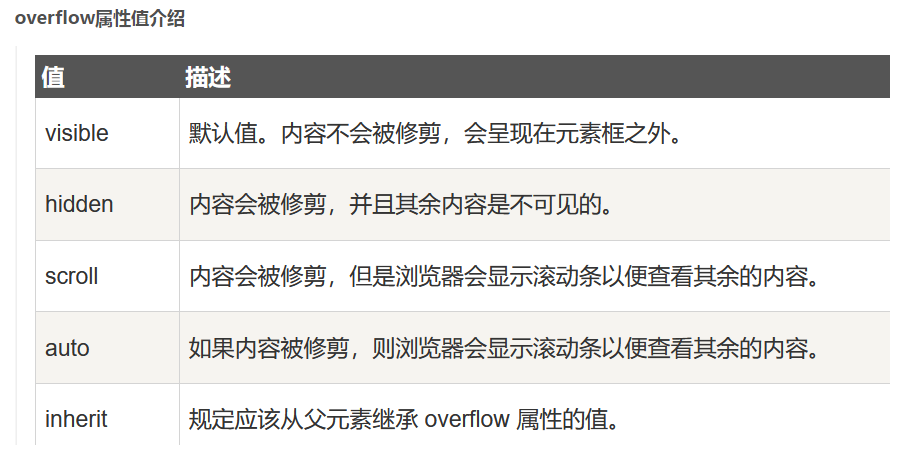 overflow属性值介绍
值 描述
visible 默认值。内容不会被修剪，会呈现在元素框之外。
hidden 内容会被修剪，并且其余内容是不可见的。
scroll 内容会被修剪，但是浏览器会显示滚动条以便查看其余的内容。
auto 如果内容被修剪，则浏览器会显示滚动条以便查看其余的内容。
inherit 规定应该从父元素继承 overflow 属性的值。